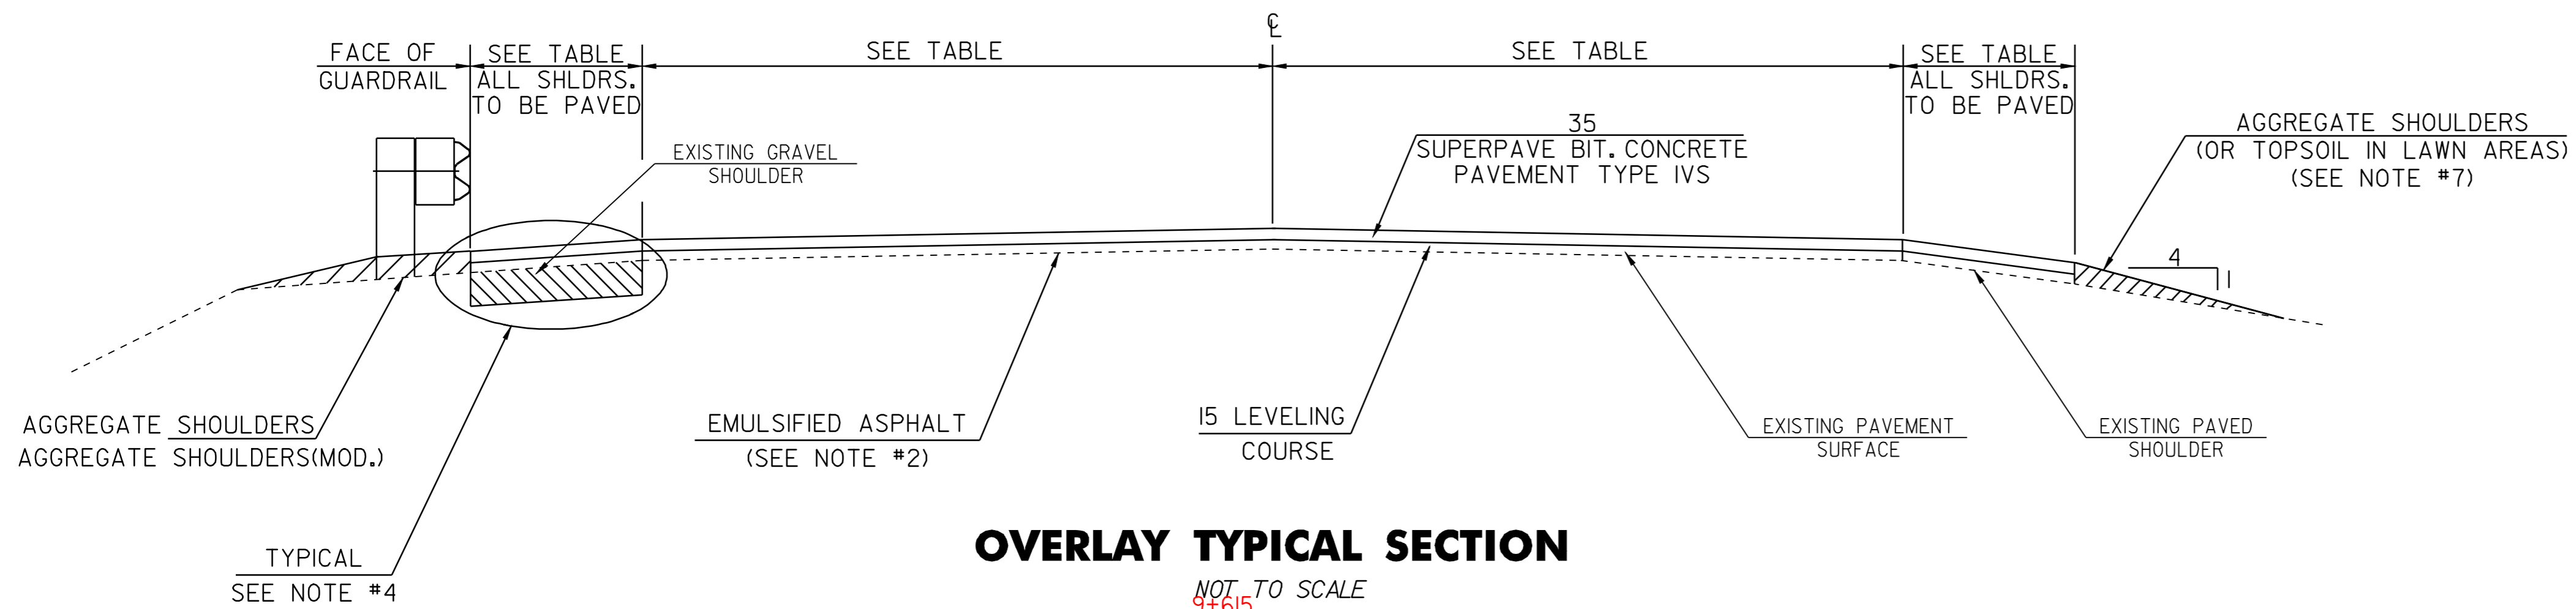 ℄
FACE OF
GUARDRAIL
SEE TABLE
ALL SHLDRS.
TO BE PAVED
SEE TABLE
SEE TABLE
SEE TABLE
ALL SHLDRS.
TO BE PAVED
EXISTING GRAVEL
SHOULDER
35
SUPERPAVE BIT. CONCRETE
PAVEMENT TYPE IVS
AGGREGATE SHOULDERS
(OR TOPSOIL IN LAWN AREAS)
(SEE NOTE #7)
4
1
AGGREGATE SHOULDERS
AGGREGATE SHOULDERS(MOD.)
EMULSIFIED ASPHALT
(SEE NOTE #2)
15 LEVELING
COURSE
EXISTING PAVEMENT
SURFACE
EXISTING PAVED
SHOULDER
TYPICAL
SEE NOTE #4
OVERLAY TYPICAL SECTION
NOT TO SCALE
9+615